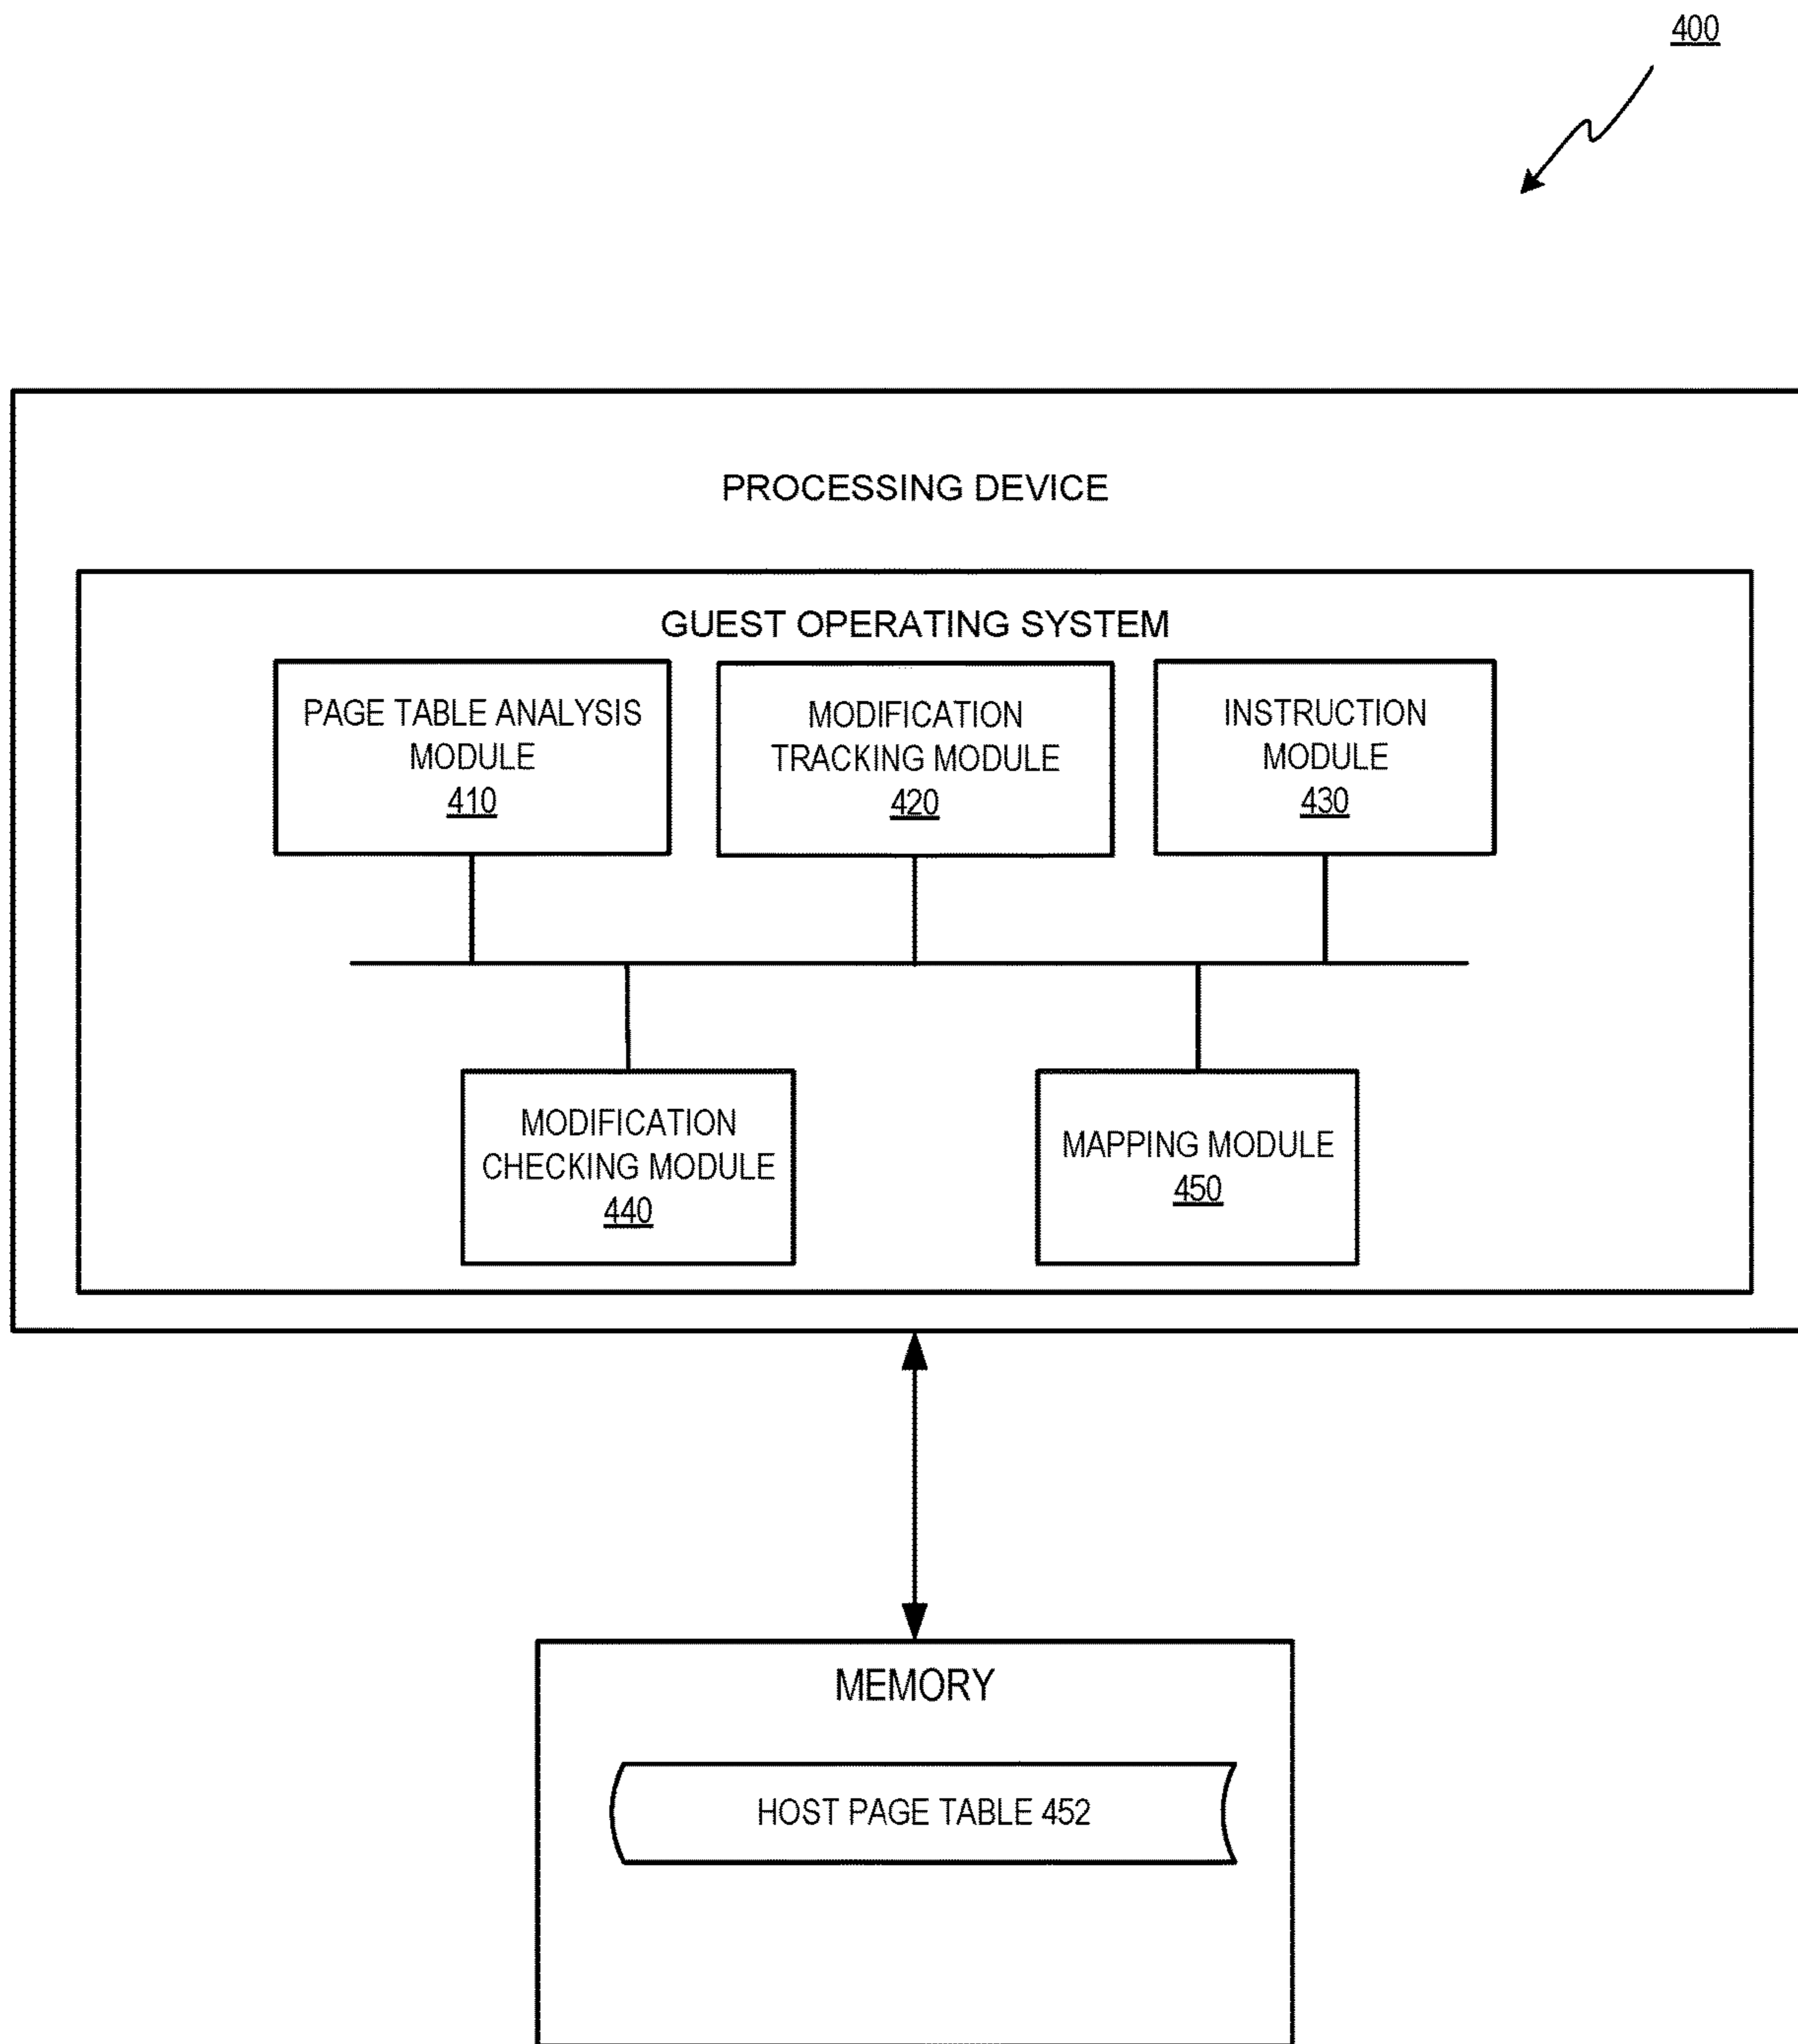 400
PROCESSING DEVICE
GUEST OPERATING SYSTEM
PAGE TABLE ANALYSIS
MODULE
410
MODIFICATION
TRACKING MODULE
420
INSTRUCTION
MODULE
430
MODIFICATION
CHECKING MODULE
440
MAPPING MODULE
450
MEMORY
HOST PAGE TABLE 452